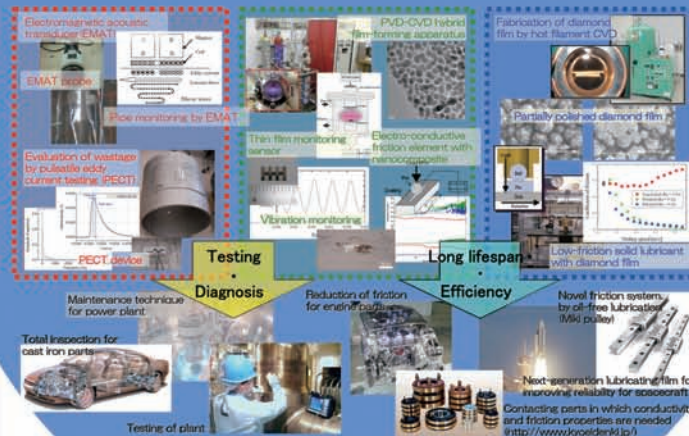 Electromagnetic acoustic
transducer (EMAT)
EMAT probe
Pipe monitoring by EMAT
Evaluation of wastage
by pulsatile eddy
current testing (PECT)
PECT device
PVD-CVD hybrid
film-forming apparatus
Thin film monitoring
sensor
Electro-conductive
friction element with
nanocomposite
Vibration monitoring
Fabrication of diamond
film by hot filament CVD
Partially polished diamond film
Low-friction solid lubricant
with diamond film
Testing
・
Diagnosis
Long lifespan
・
Efficiency
Maintenance technique
for power plant
Total inspection for
cast iron parts
Testing of plant
Reduction of friction
for engine parts
Novel friction system
by oil-free lubrication
(Miki pulley)
Next-generation lubricating film for
improving reliability for spacecraft
Contacting parts in which conductivity
and friction properties are needed